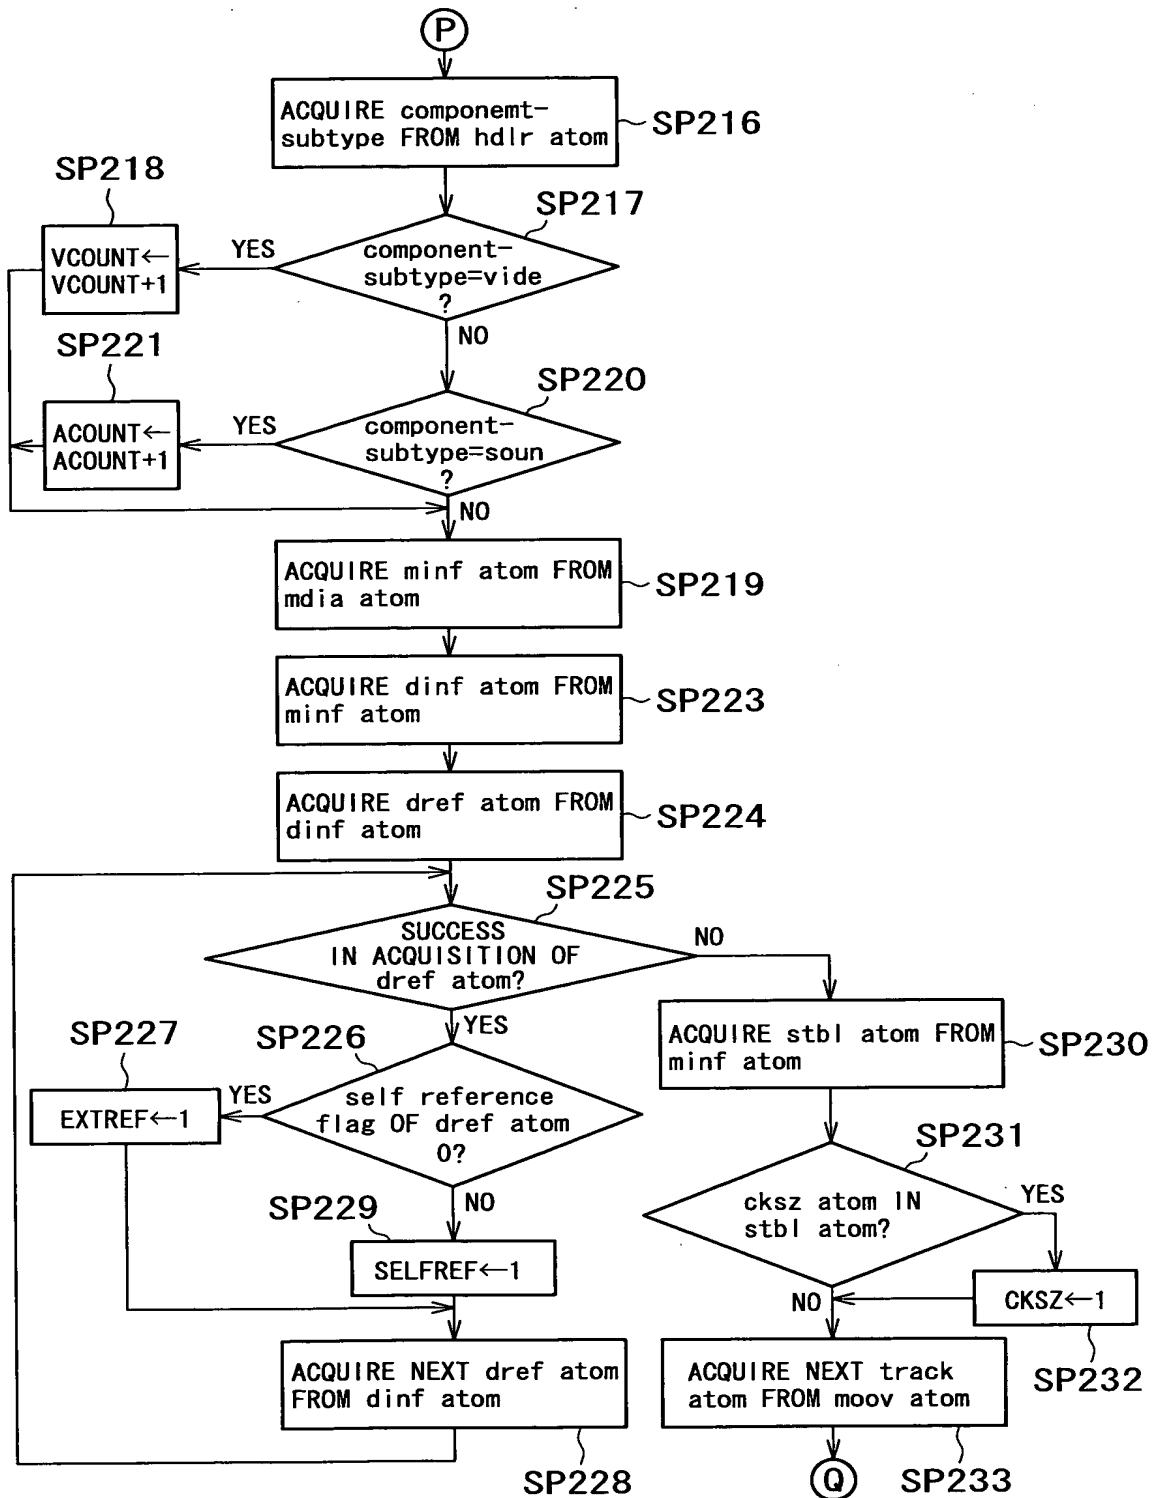 P
ACQUIRE componemt-
subtype FROM hdlr atom
SP216
SP218
SP217
VCOUNT←
VCOUNT+1
YES
component-
subtype=vide
?
NO
SP221
SP220
ACOUNT←
ACOUNT+1
YES
component-
subtype=soun
?
NO
ACQUIRE minf atom FROM
mdia atom
SP219
ACQUIRE dinf atom FROM
minf atom
SP223
ACQUIRE dref atom FROM
dinf atom
SP224
SP225
SUCCESS
IN ACQUISITION OF
dref atom?
NO
YES
SP227
SP226
ACQUIRE stbl atom FROM
minf atom
SP230
EXTREF←1
YES
self reference
flag OF dref atom
0?
NO
SP231
cksz atom IN
stbl atom?
YES
SP229
SELFREF←1
NO
CKSZ←1
SP232
ACQUIRE NEXT dref atom
FROM dinf atom
SP228
ACQUIRE NEXT track
atom FROM moov atom
SP233
Q